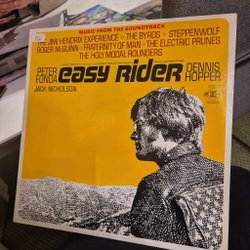 MUSIC FROM THE SOUNDTRACK
THE JIMI HENDRIX EXPERIENCE ☆ THE BYRDS ☆ STEPPENWOLF
ROGER McGUINN ☆ FRATERNITY OF MAN ☆ THE ELECTRIC PRUNES
THE HOLY MODAL ROUNDERS
PETER FONDA
easy Rider
DENNIS HOPPER
JACK NICHOLSON